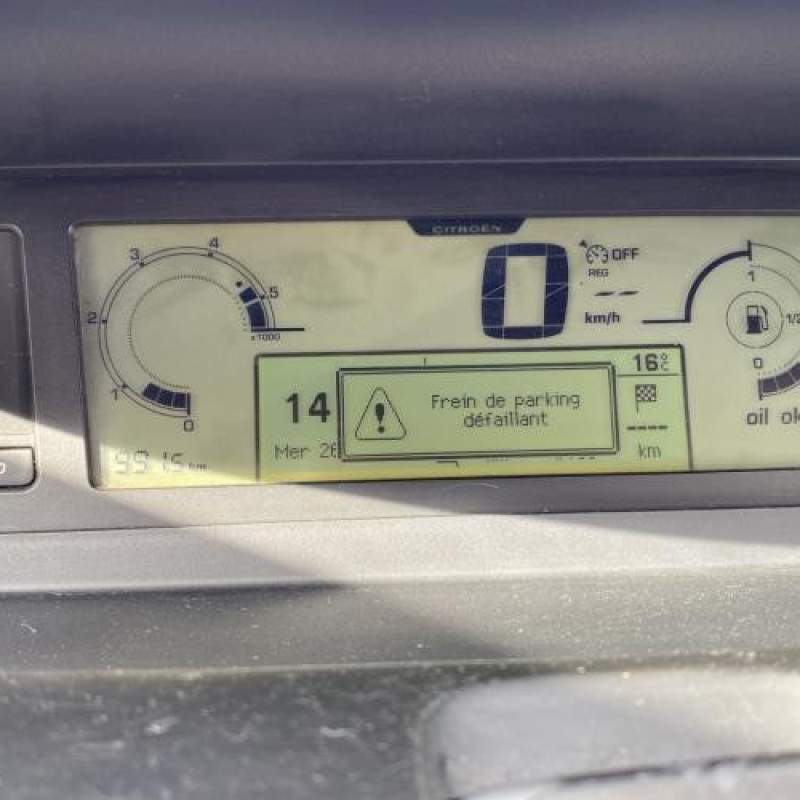 CITROËN
4
3
5
2
x1000
1
0
0
OFF
REG
-- 
km/h
1
1/2
0
oil ok
14
16°C
Frein de parking
défaillant
Mer 26
----
km